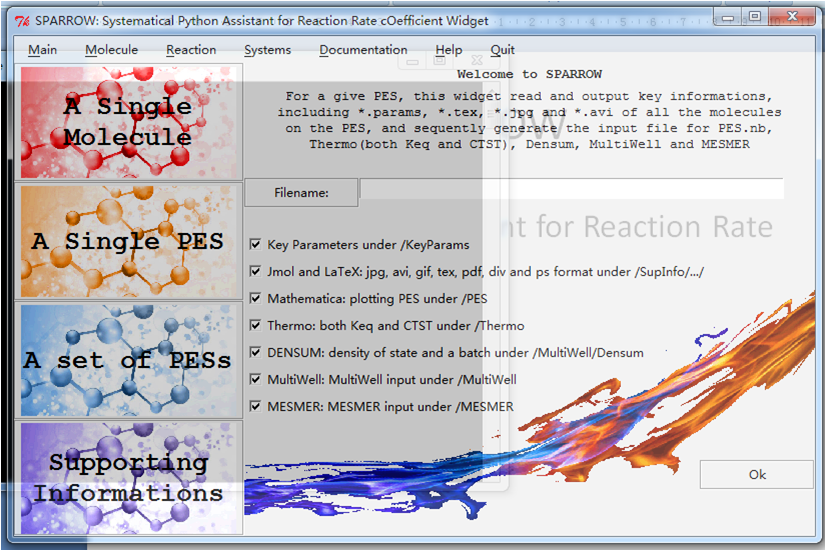 SPARROW: Systematical Python Assistant for Reaction Rate cOefficient Widget
Main Molecule Reaction Systems Documentation Help Quit
A Single
Molecule
A Single PES
A set of PESs
Supporting
Informations
Welcome to SPARROW
For a give PES, this widget read and output key informations,
including *.params, *.tex, *.jpg and *.avi of all the molecules
on the PES, and sequently generate the input file for PES.nb,
Thermo(both Keq and CTST), Densum, MultiWell and MESMER
Filename:
nt for Reaction Rate
Key Parameters under /KeyParams
Jmol and LaTeX: jpg, avi, gif, tex, pdf, div and ps format under /SupInfo/.../
Mathematica: plotting PES under /PES
Thermo: both Keq and CTST under /Thermo
DENSUM: density of state and a batch under /MultiWell/Densum
MultiWell: MultiWell input under /MultiWell
MESMER: MESMER input under /MESMER
Ok